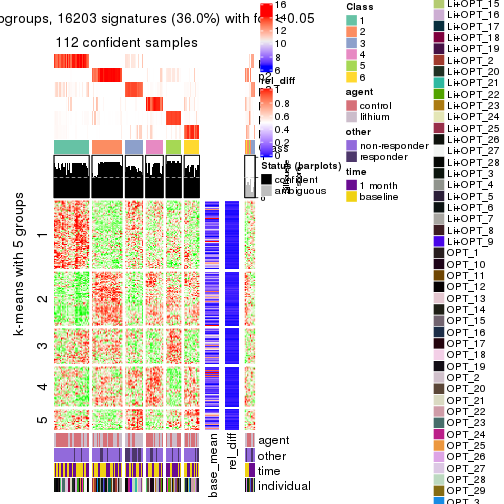 ogroups, 16203 signatures (36.0%) with fdr < 0.05
112 confident samples
k-means with 5 groups
1
2
3
4
5
agent
other
time
individual
base_mean
rel_diff
16
14
12
10
8
6
rel_diff
1
0.8
0.6
0.4
0.2
0
Status (barplots)
confident
ambiguous
Class
1
2
3
4
5
6
agent
control
lithium
other
non-responder
responder
time
1 month
baseline
Li+OPT_15
Li+OPT_16
Li+OPT_17
Li+OPT_18
Li+OPT_19
Li+OPT_2
Li+OPT_20
Li+OPT_21
Li+OPT_22
Li+OPT_23
Li+OPT_24
Li+OPT_25
Li+OPT_26
Li+OPT_27
Li+OPT_28
Li+OPT_3
Li+OPT_4
Li+OPT_5
Li+OPT_6
Li+OPT_7
Li+OPT_8
Li+OPT_9
OPT_1
OPT_10
OPT_11
OPT_12
OPT_13
OPT_14
OPT_15
OPT_16
OPT_17
OPT_18
OPT_19
OPT_2
OPT_20
OPT_21
OPT_22
OPT_23
OPT_24
OPT_25
OPT_26
OPT_27
OPT_28
OPT_29
OPT_3